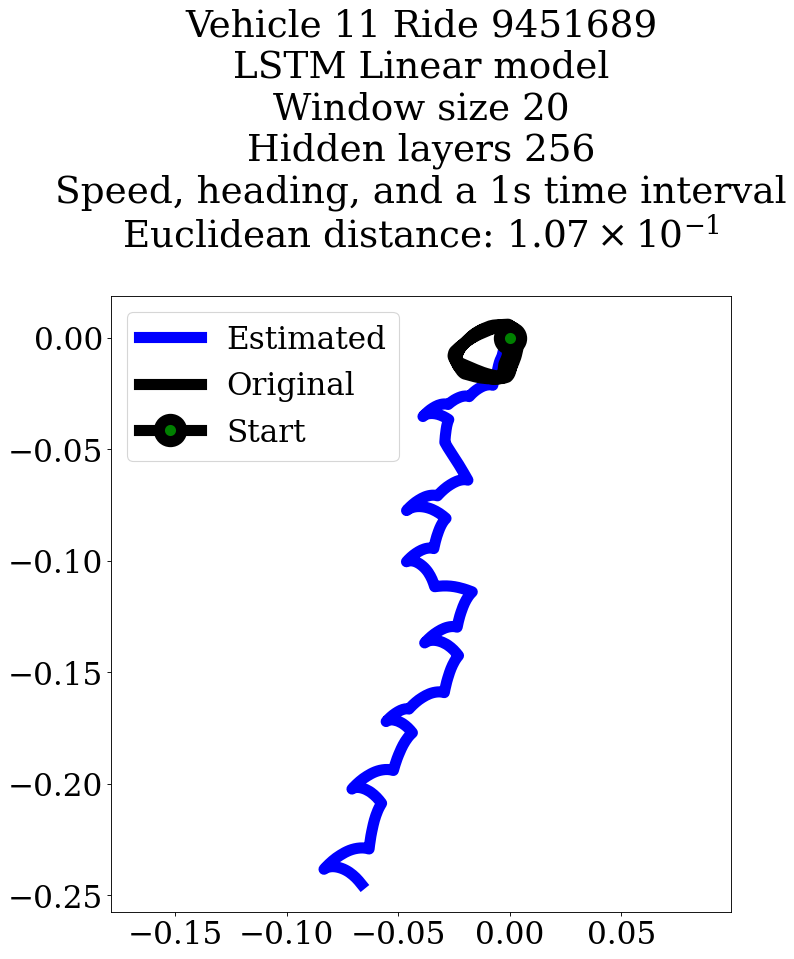 Vehicle 11 Ride 9451689
LSTM Linear model
Window size 20
Hidden layers 256
Speed, heading, and a 1s time interval
Euclidean distance: 1.07 × 10⁻¹
Estimated
Original
Start
0.00
−0.05
−0.10
−0.15
−0.20
−0.25
−0.15 −0.10 −0.05 0.00 0.05